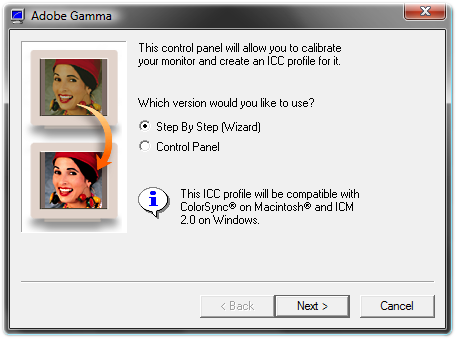 Adobe Gamma
This control panel will allow you to calibrate
your monitor and create an ICC profile for it.
Which version would you like to use?
Step By Step (Wizard)
Control Panel
This ICC profile will be compatible with
ColorSync® on Macintosh® and ICM
2.0 on Windows.
< Back
Next >
Cancel